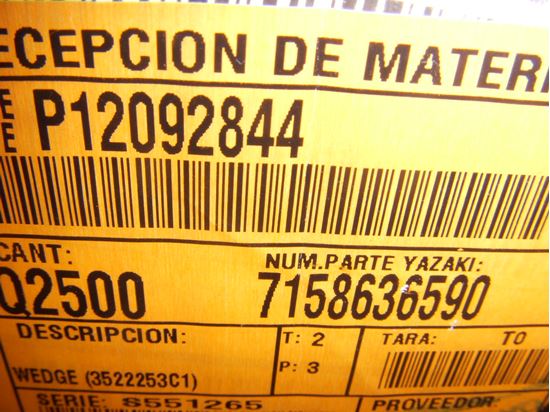 ECEPCION DE MATERI
E
E P12092844
CANT: NUM.PARTE YAZAKI:
Q2500 7158636590
DESCRIPCION: T: 2 TARA: TO
WEDGE (3522253C1) P: 3
SERIE: S551265 PROVEEDOR: